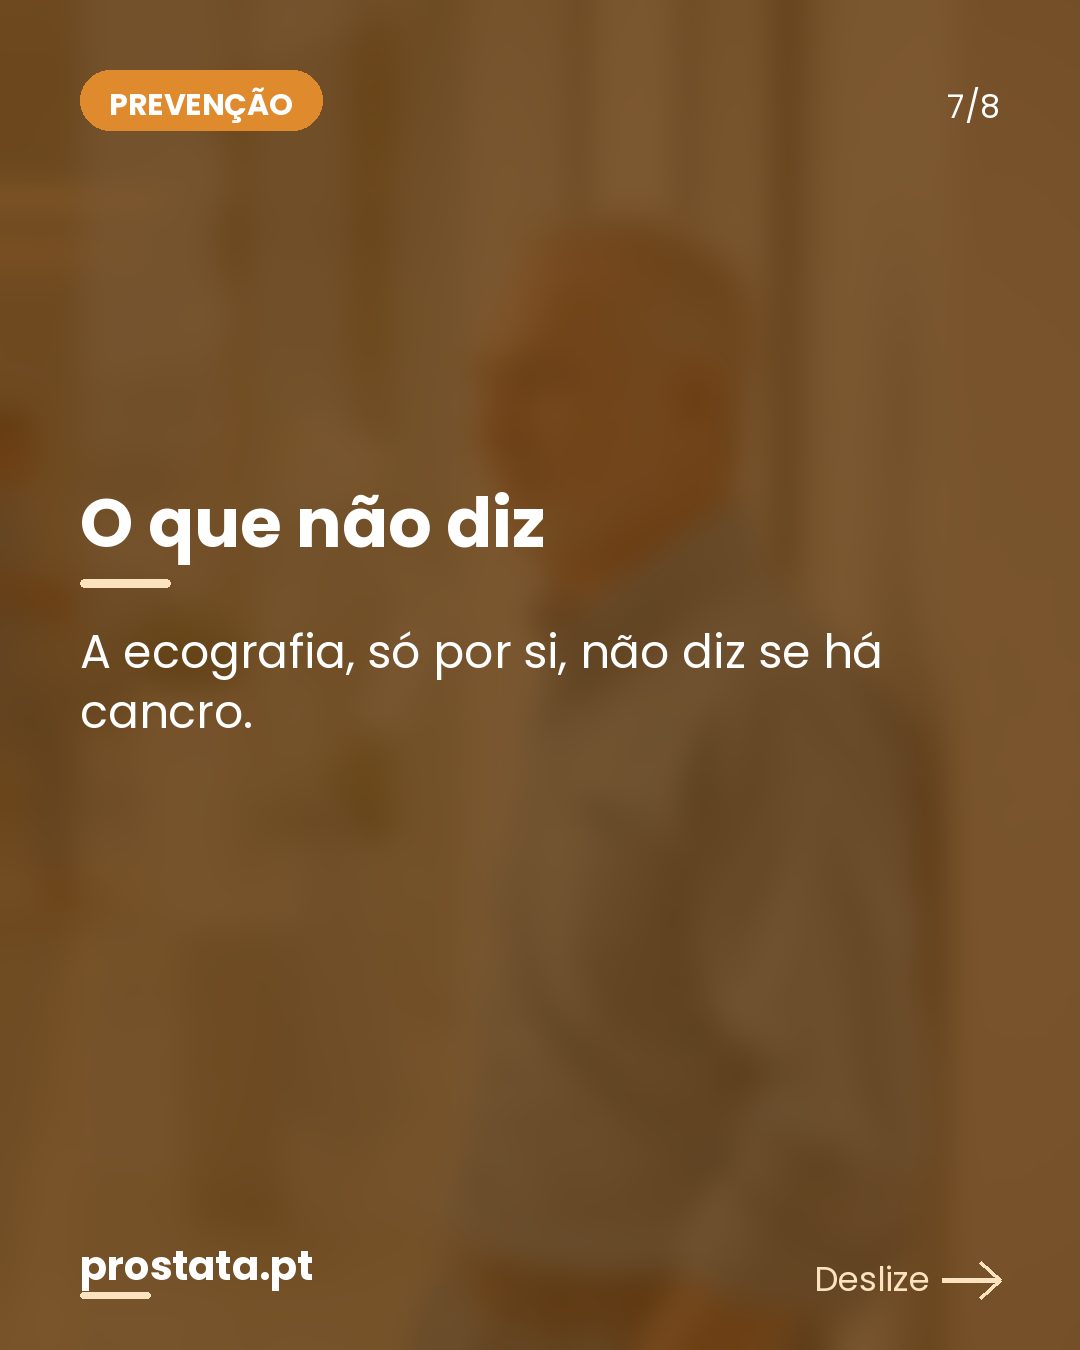 PREVENÇÃO
7/8
O que não diz
A ecografia, só por si, não diz se há
cancro.
prostata.pt
Deslize